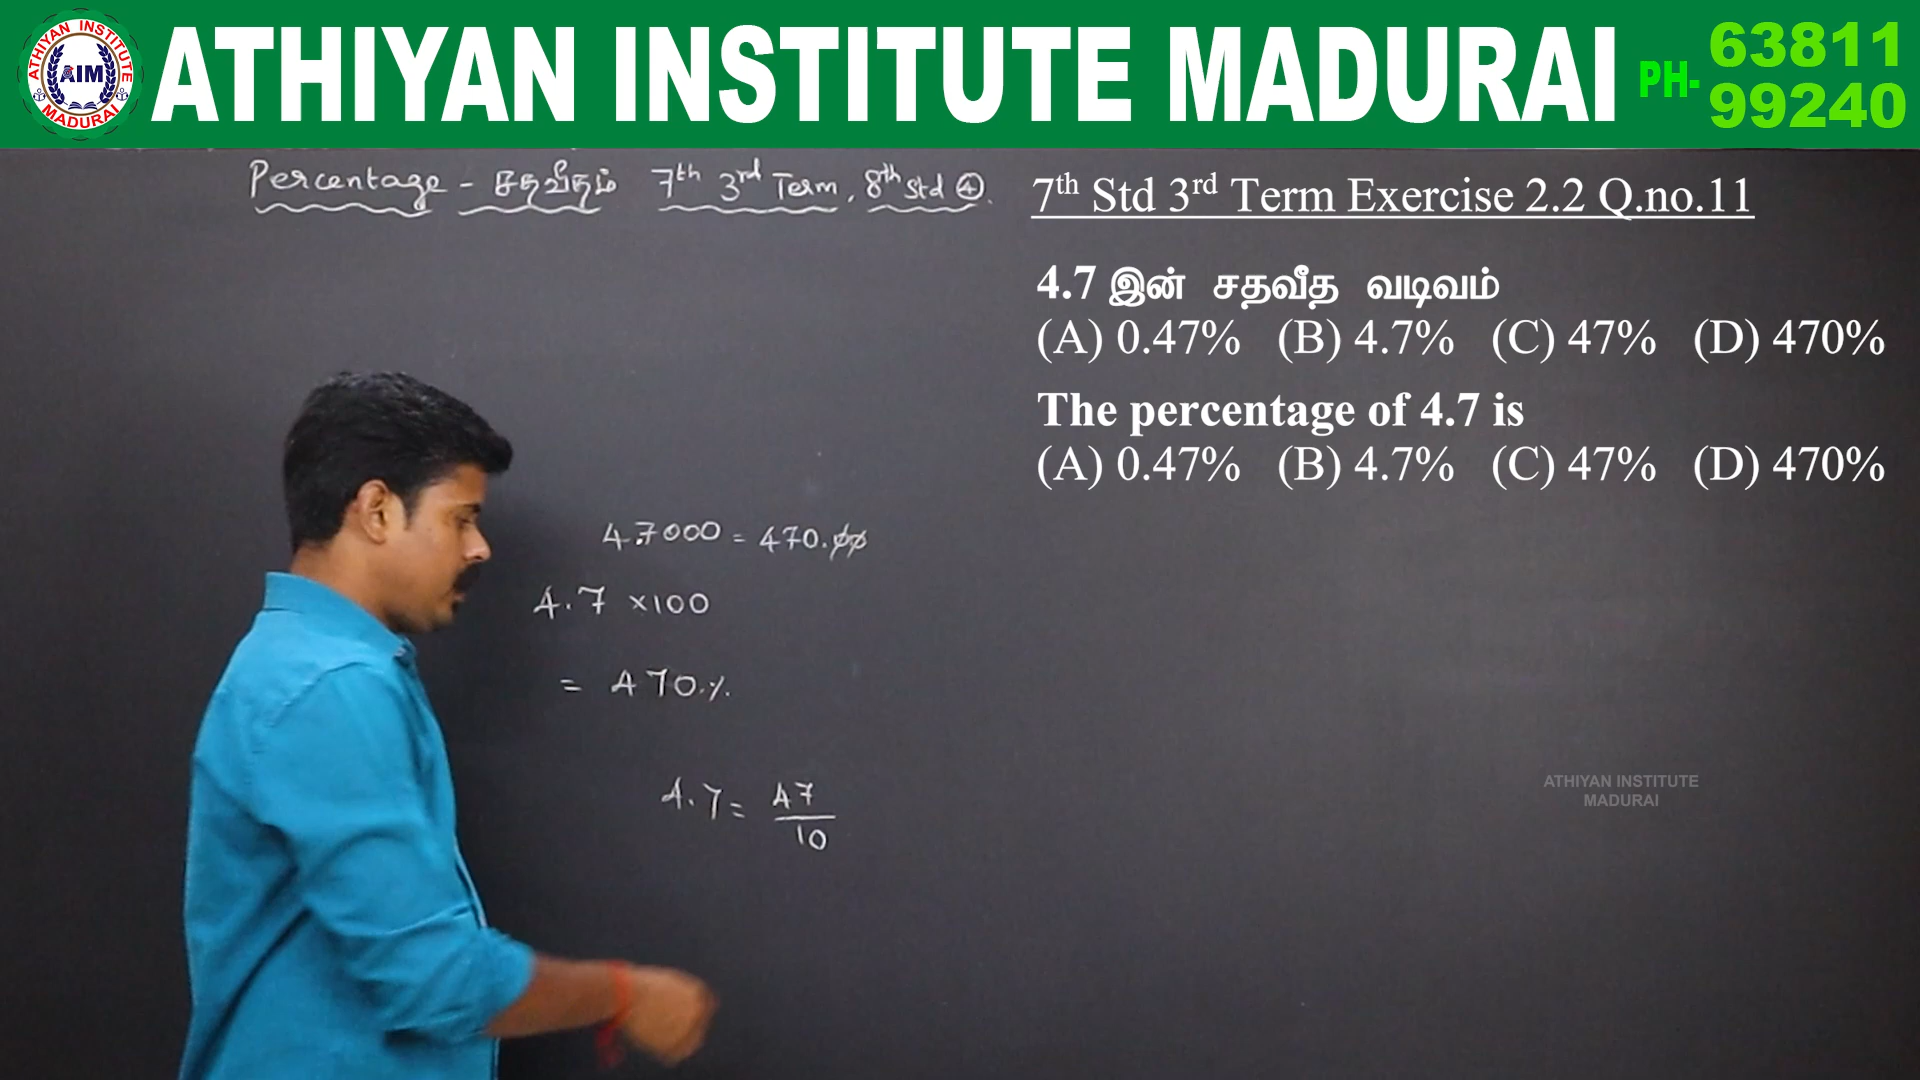 ATHIYAN INSTITUTE
AIM
MADURAI
ATHIYAN INSTITUTE MADURAI
PH- 63811
99240
Percentage - சதவீதம் 7th 3rd Term, 8th Std ④.
7th Std 3rd Term Exercise 2.2 Q.no.11
4.7 இன் சதவீத வடிவம்
(A) 0.47% (B) 4.7% (C) 47% (D) 470%
The percentage of 4.7 is
(A) 0.47% (B) 4.7% (C) 47% (D) 470%
4.7000 = 470.00
4.7 ×100
= 470%
4.7 = 47/10
ATHIYAN INSTITUTE
MADURAI